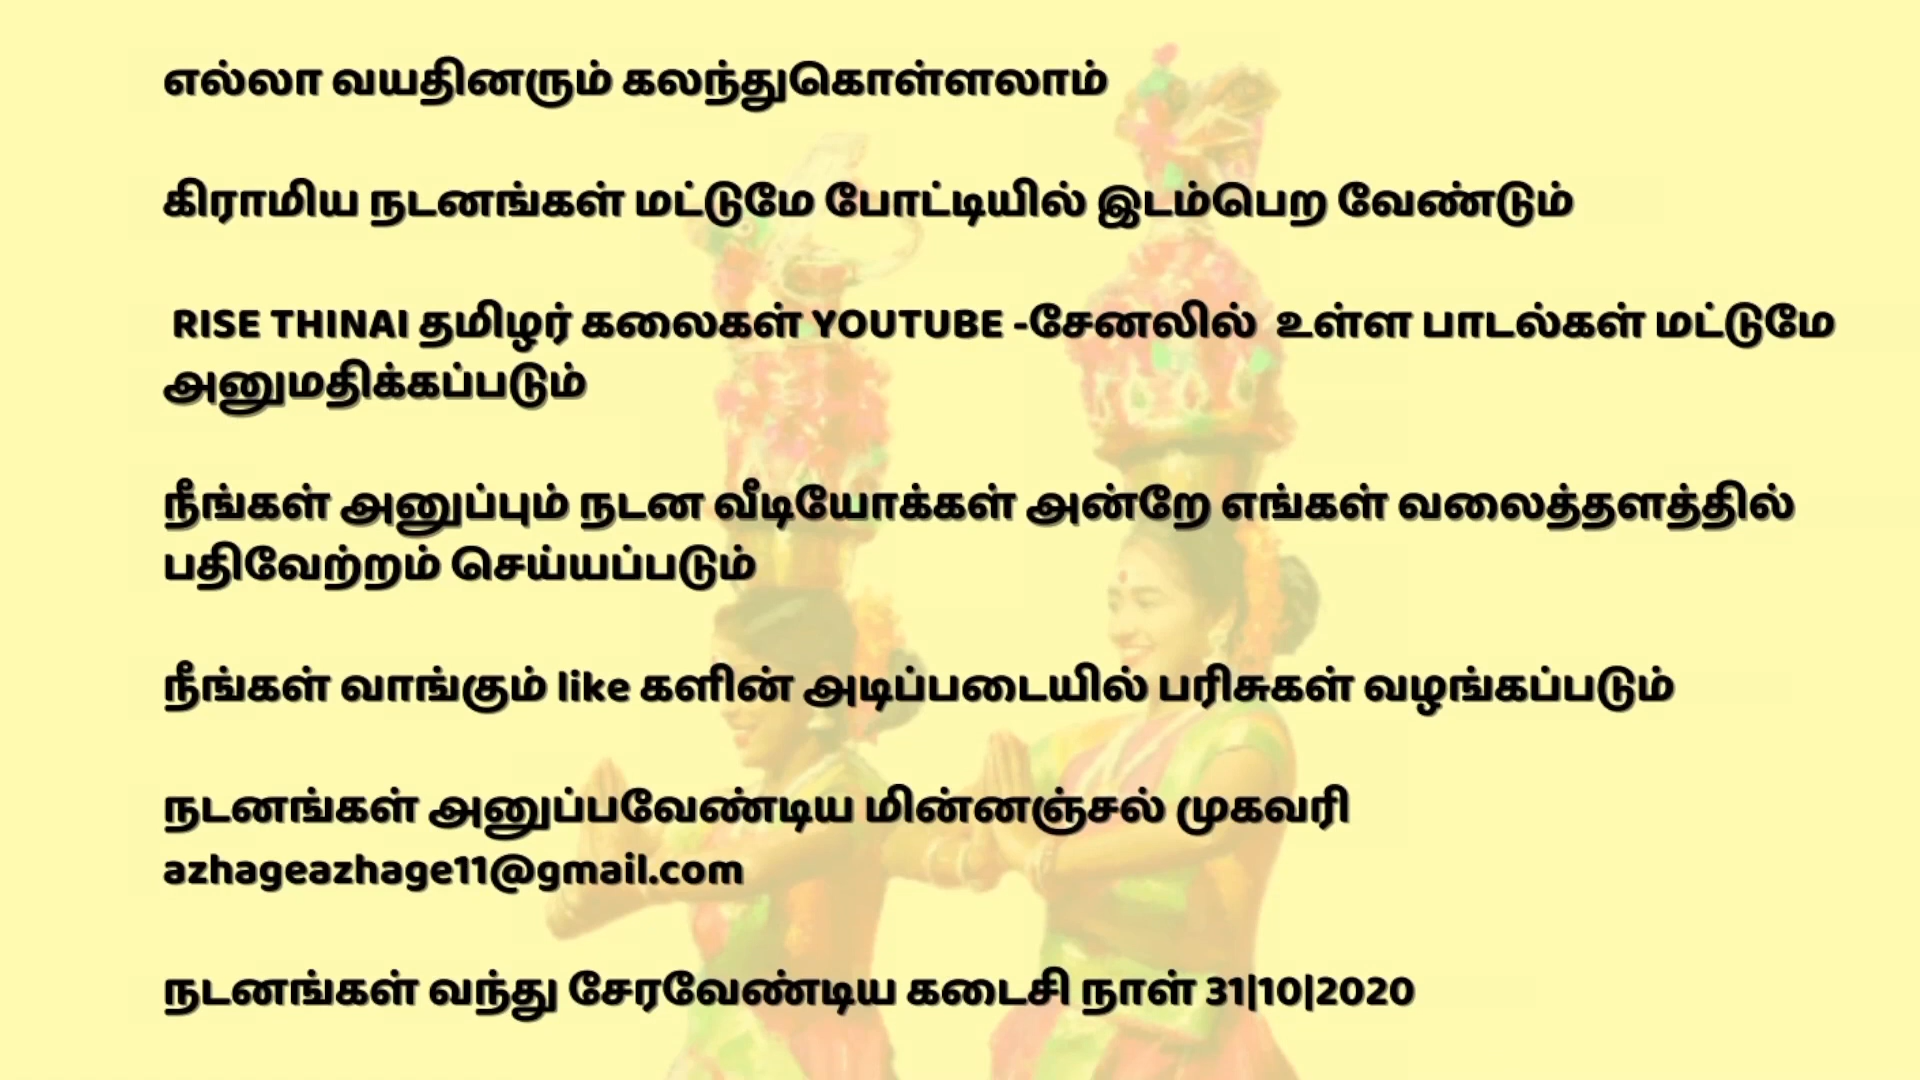 எல்லா வயதினரும் கலந்துகொள்ளலாம்
கிராமிய நடனங்கள் மட்டுமே போட்டியில் இடம்பெற வேண்டும்
RISE THINAI தமிழர் கலைகள் YOUTUBE -சேனலில் உள்ள பாடல்கள் மட்டுமே
அனுமதிக்கப்படும்
நீங்கள் அனுப்பும் நடன வீடியோக்கள் அன்றே எங்கள் வலைத்தளத்தில்
பதிவேற்றம் செய்யப்படும்
நீங்கள் வாங்கும் like களின் அடிப்படையில் பரிசுகள் வழங்கப்படும்
நடனங்கள் அனுப்பவேண்டிய மின்னஞ்சல் முகவரி
azhageazhage11@gmail.com
நடனங்கள் வந்து சேரவேண்டிய கடைசி நாள் 31|10|2020